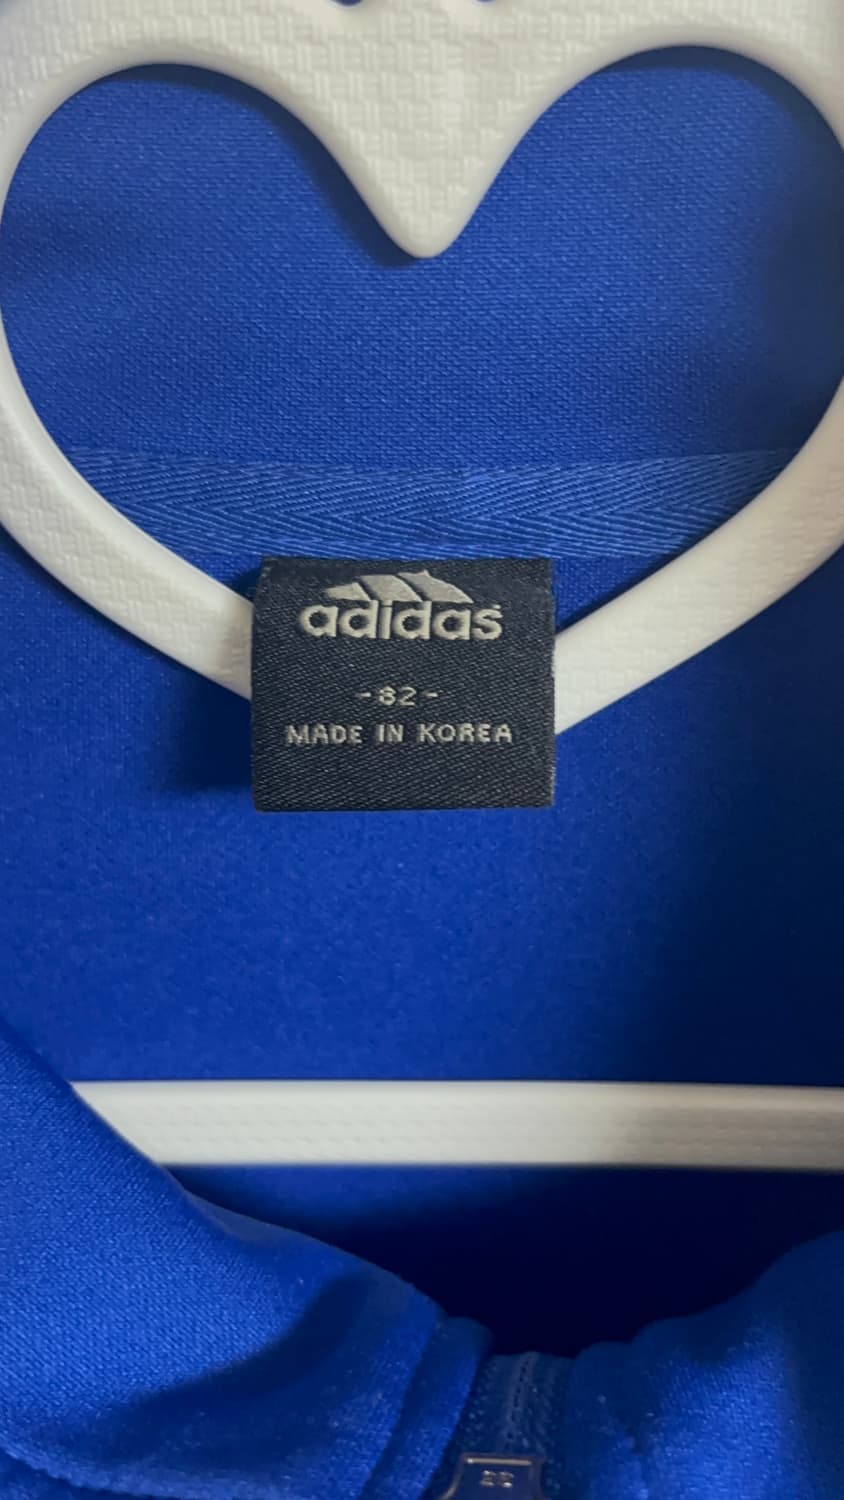 adidas
-82-
MADE IN KOREA